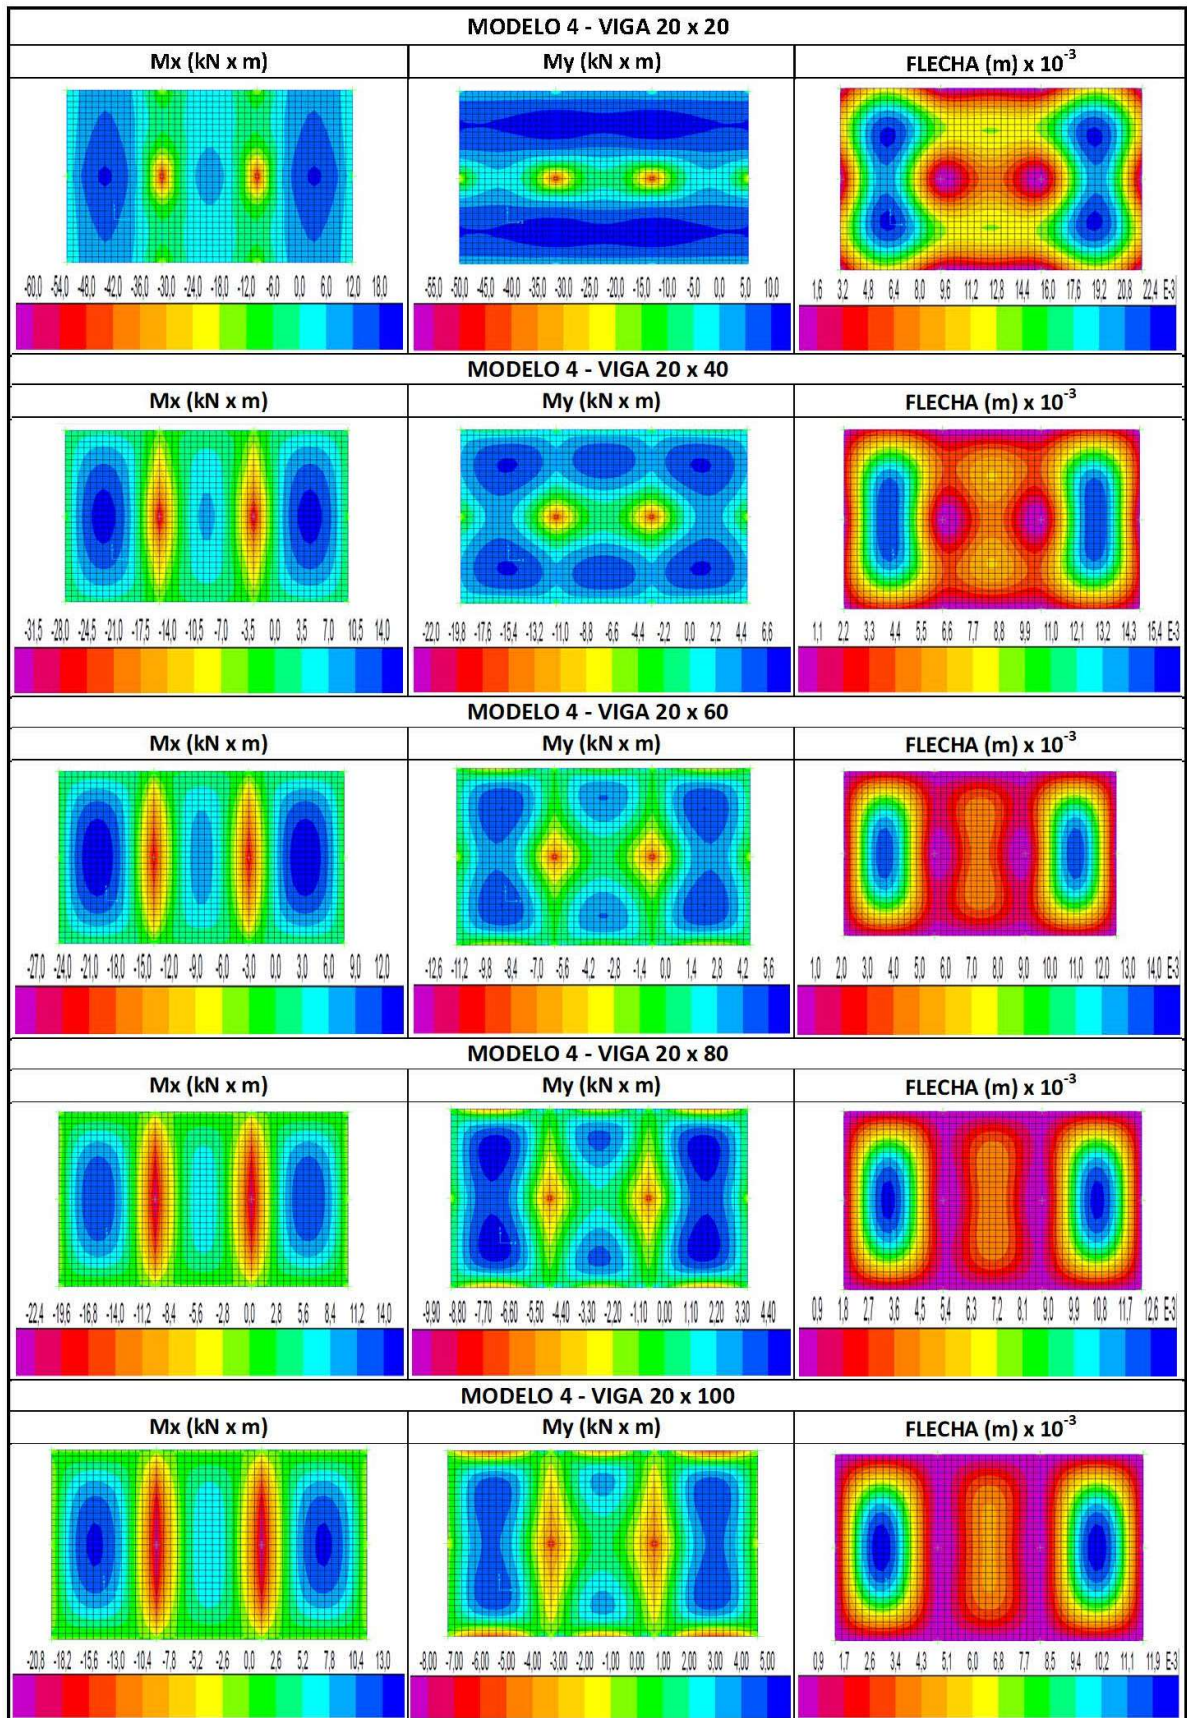 MODELO 4 - VIGA 20 x 20
Mx (kN x m) My (kN x m) FLECHA (m) x 10⁻³
-60,0 -54,0 -48,0 -42,0 -36,0 -30,0 -24,0 -18,0 -12,0 -6,0 0,0 6,0 12,0 18,0
-55,0 -50,0 -45,0 -40,0 -35,0 -30,0 -25,0 -20,0 -15,0 -10,0 -5,0 0,0 5,0 10,0
1,6 3,2 4,8 6,4 8,0 9,6 11,2 12,8 14,4 16,0 17,6 19,2 20,8 22,4 E-3
MODELO 4 - VIGA 20 x 40
Mx (kN x m) My (kN x m) FLECHA (m) x 10⁻³
-31,5 -28,0 -24,5 -21,0 -17,5 -14,0 -10,5 -7,0 -3,5 0,0 3,5 7,0 10,5 14,0
-22,0 -19,8 -17,6 -15,4 -13,2 -11,0 -8,8 -6,6 -4,4 -2,2 0,0 2,2 4,4 6,6
1,1 2,2 3,3 4,4 5,5 6,6 7,7 8,8 9,9 11,0 12,1 13,2 14,3 15,4 E-3
MODELO 4 - VIGA 20 x 60
Mx (kN x m) My (kN x m) FLECHA (m) x 10⁻³
-27,0 -24,0 -21,0 -18,0 -15,0 -12,0 -9,0 -6,0 -3,0 0,0 3,0 6,0 9,0 12,0
-12,6 -11,2 -9,8 -8,4 -7,0 -5,6 -4,2 -2,8 -1,4 0,0 1,4 2,8 4,2 5,6
1,0 2,0 3,0 4,0 5,0 6,0 7,0 8,0 9,0 10,0 11,0 12,0 13,0 14,0 E-3
MODELO 4 - VIGA 20 x 80
Mx (kN x m) My (kN x m) FLECHA (m) x 10⁻³
-22,4 -19,6 -16,8 -14,0 -11,2 -8,4 -5,6 -2,8 0,0 2,8 5,6 8,4 11,2 14,0
-9,90 -8,80 -7,70 -6,60 -5,50 -4,40 -3,30 -2,20 -1,10 0,00 1,10 2,20 3,30 4,40
0,9 1,8 2,7 3,6 4,5 5,4 6,3 7,2 8,1 9,0 9,9 10,8 11,7 12,6 E-3
MODELO 4 - VIGA 20 x 100
Mx (kN x m) My (kN x m) FLECHA (m) x 10⁻³
-20,8 -18,2 -15,6 -13,0 -10,4 -7,8 -5,2 -2,6 0,0 2,6 5,2 7,8 10,4 13,0
-8,00 -7,00 -6,00 -5,00 -4,00 -3,00 -2,00 -1,00 0,00 1,00 2,00 3,00 4,00 5,00
0,9 1,7 2,6 3,4 4,3 5,1 6,0 6,8 7,7 8,5 9,4 10,2 11,1 11,9 E-3